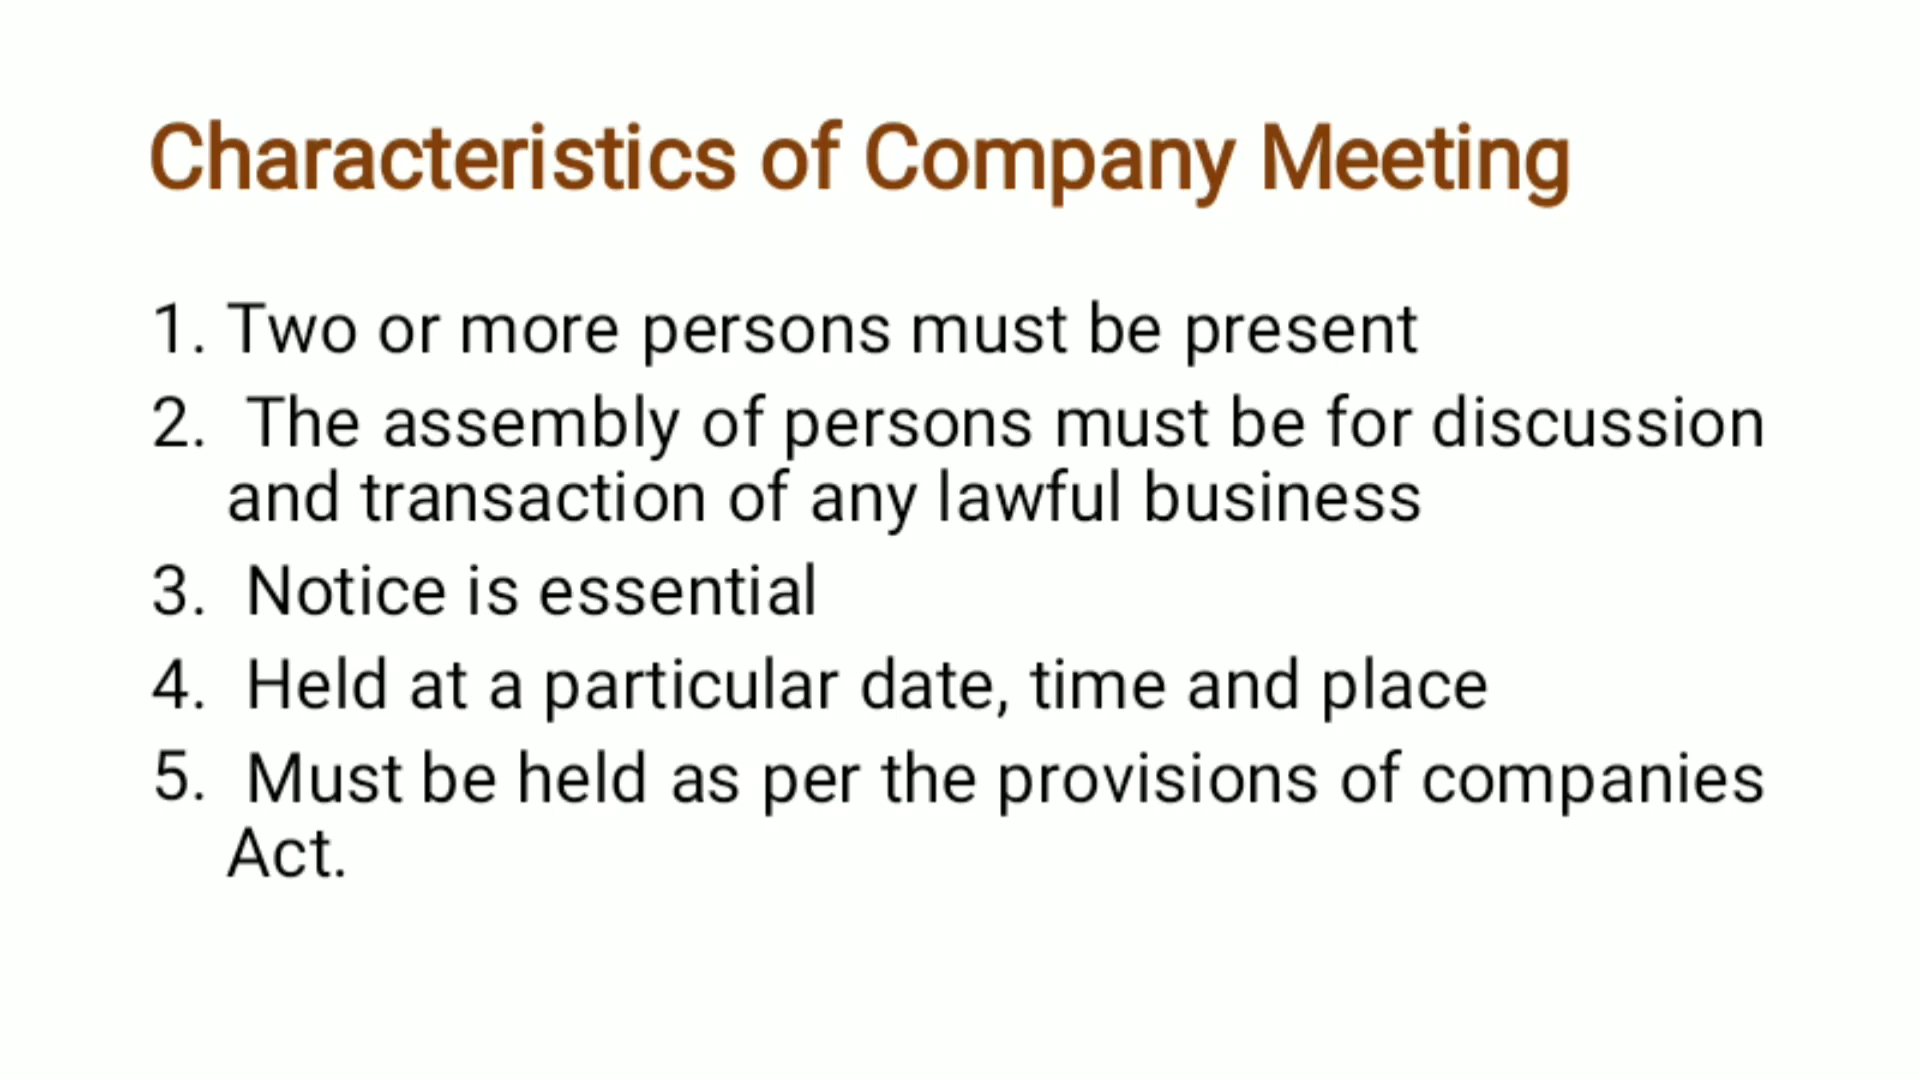 Characteristics of Company Meeting
1. Two or more persons must be present
2. The assembly of persons must be for discussion
and transaction of any lawful business
3. Notice is essential
4. Held at a particular date, time and place
5. Must be held as per the provisions of companies
Act.